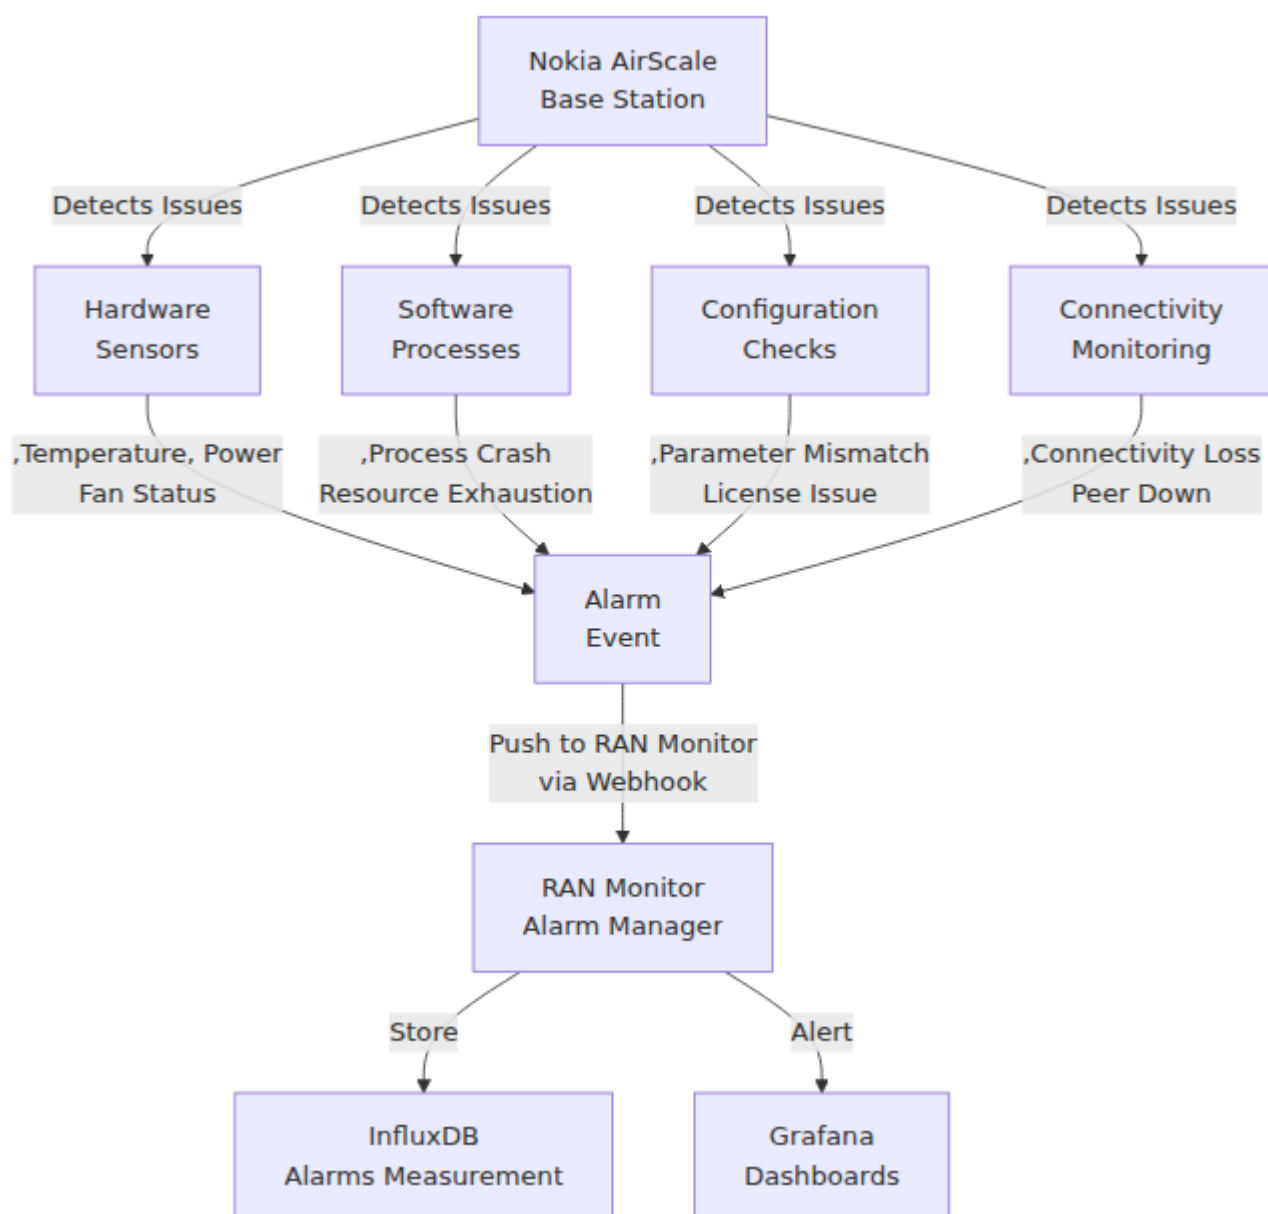 Nokia AirScale
Base Station
Detects Issues
Detects Issues
Detects Issues
Detects Issues
Hardware
Sensors
Software
Processes
Configuration
Checks
Connectivity
Monitoring
,Temperature, Power
Fan Status
,Process Crash
Resource Exhaustion
,Parameter Mismatch
License Issue
,Connectivity Loss
Peer Down
Alarm
Event
Push to RAN Monitor
via Webhook
RAN Monitor
Alarm Manager
Store
Alert
InfluxDB
Alarms Measurement
Grafana
Dashboards